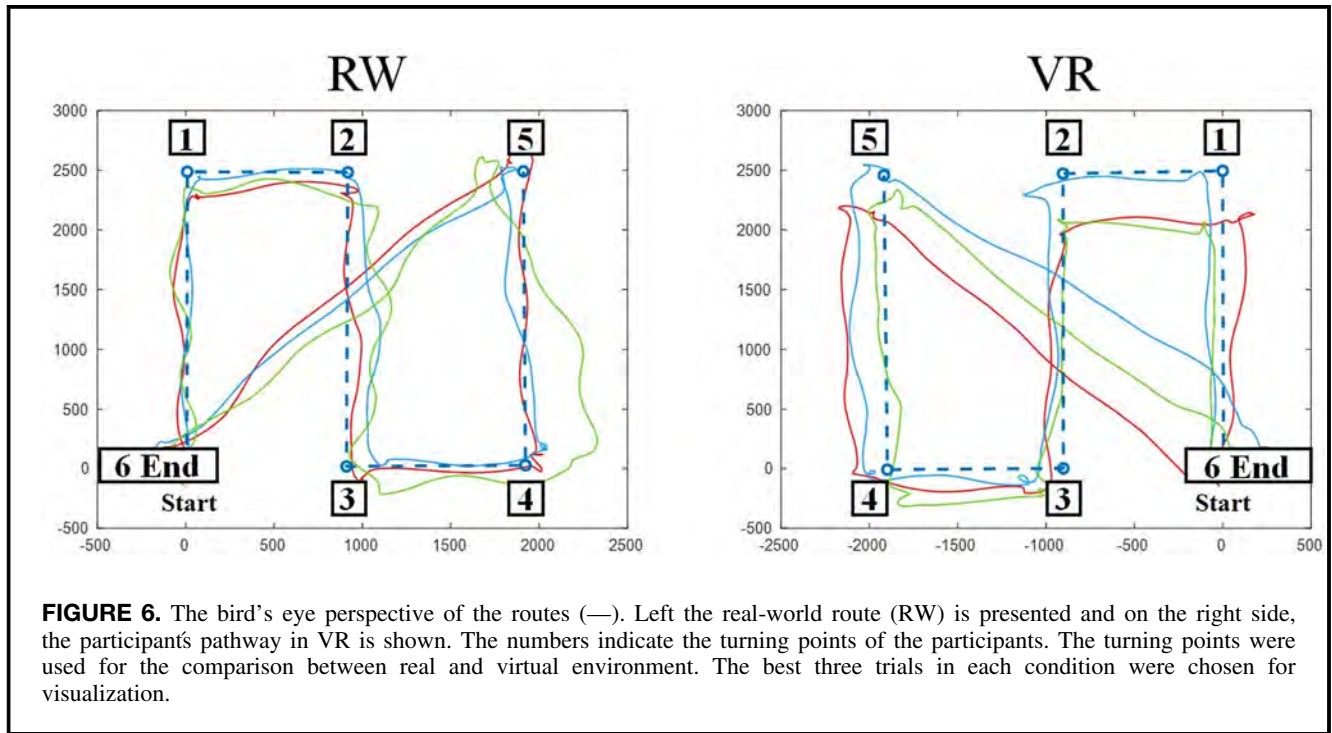 RW
3000
2500
2000
1500
1000
500
0
-500
-500 0 500 1000 1500 2000 2500
1 2 5
6 End
Start
3 4
VR
3000
2500
2000
1500
1000
500
0
-500
-2500 -2000 -1500 -1000 -500 0 500
5 2 1
6 End
Start
4 3
FIGURE 6. The bird's eye perspective of the routes (—). Left the real-world route (RW) is presented and on the right side,
the participant́s pathway in VR is shown. The numbers indicate the turning points of the participants. The turning points were
used for the comparison between real and virtual environment. The best three trials in each condition were chosen for
visualization.